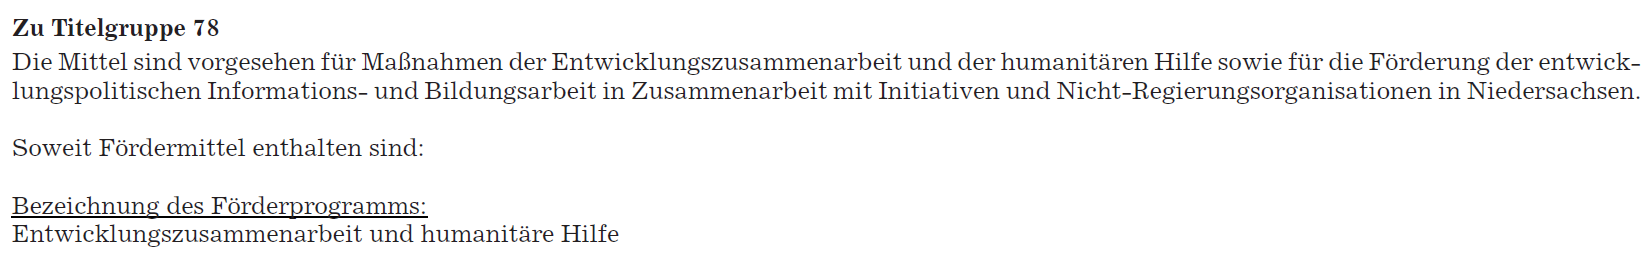 Zu Titelgruppe 78
Die Mittel sind vorgesehen für Maßnahmen der Entwicklungszusammenarbeit und der humanitären Hilfe sowie für die Förderung der entwick-
lungspolitischen Informations- und Bildungsarbeit in Zusammenarbeit mit Initiativen und Nicht-Regierungsorganisationen in Niedersachsen.
Soweit Fördermittel enthalten sind:
Bezeichnung des Förderprogramms:
Entwicklungszusammenarbeit und humanitäre Hilfe